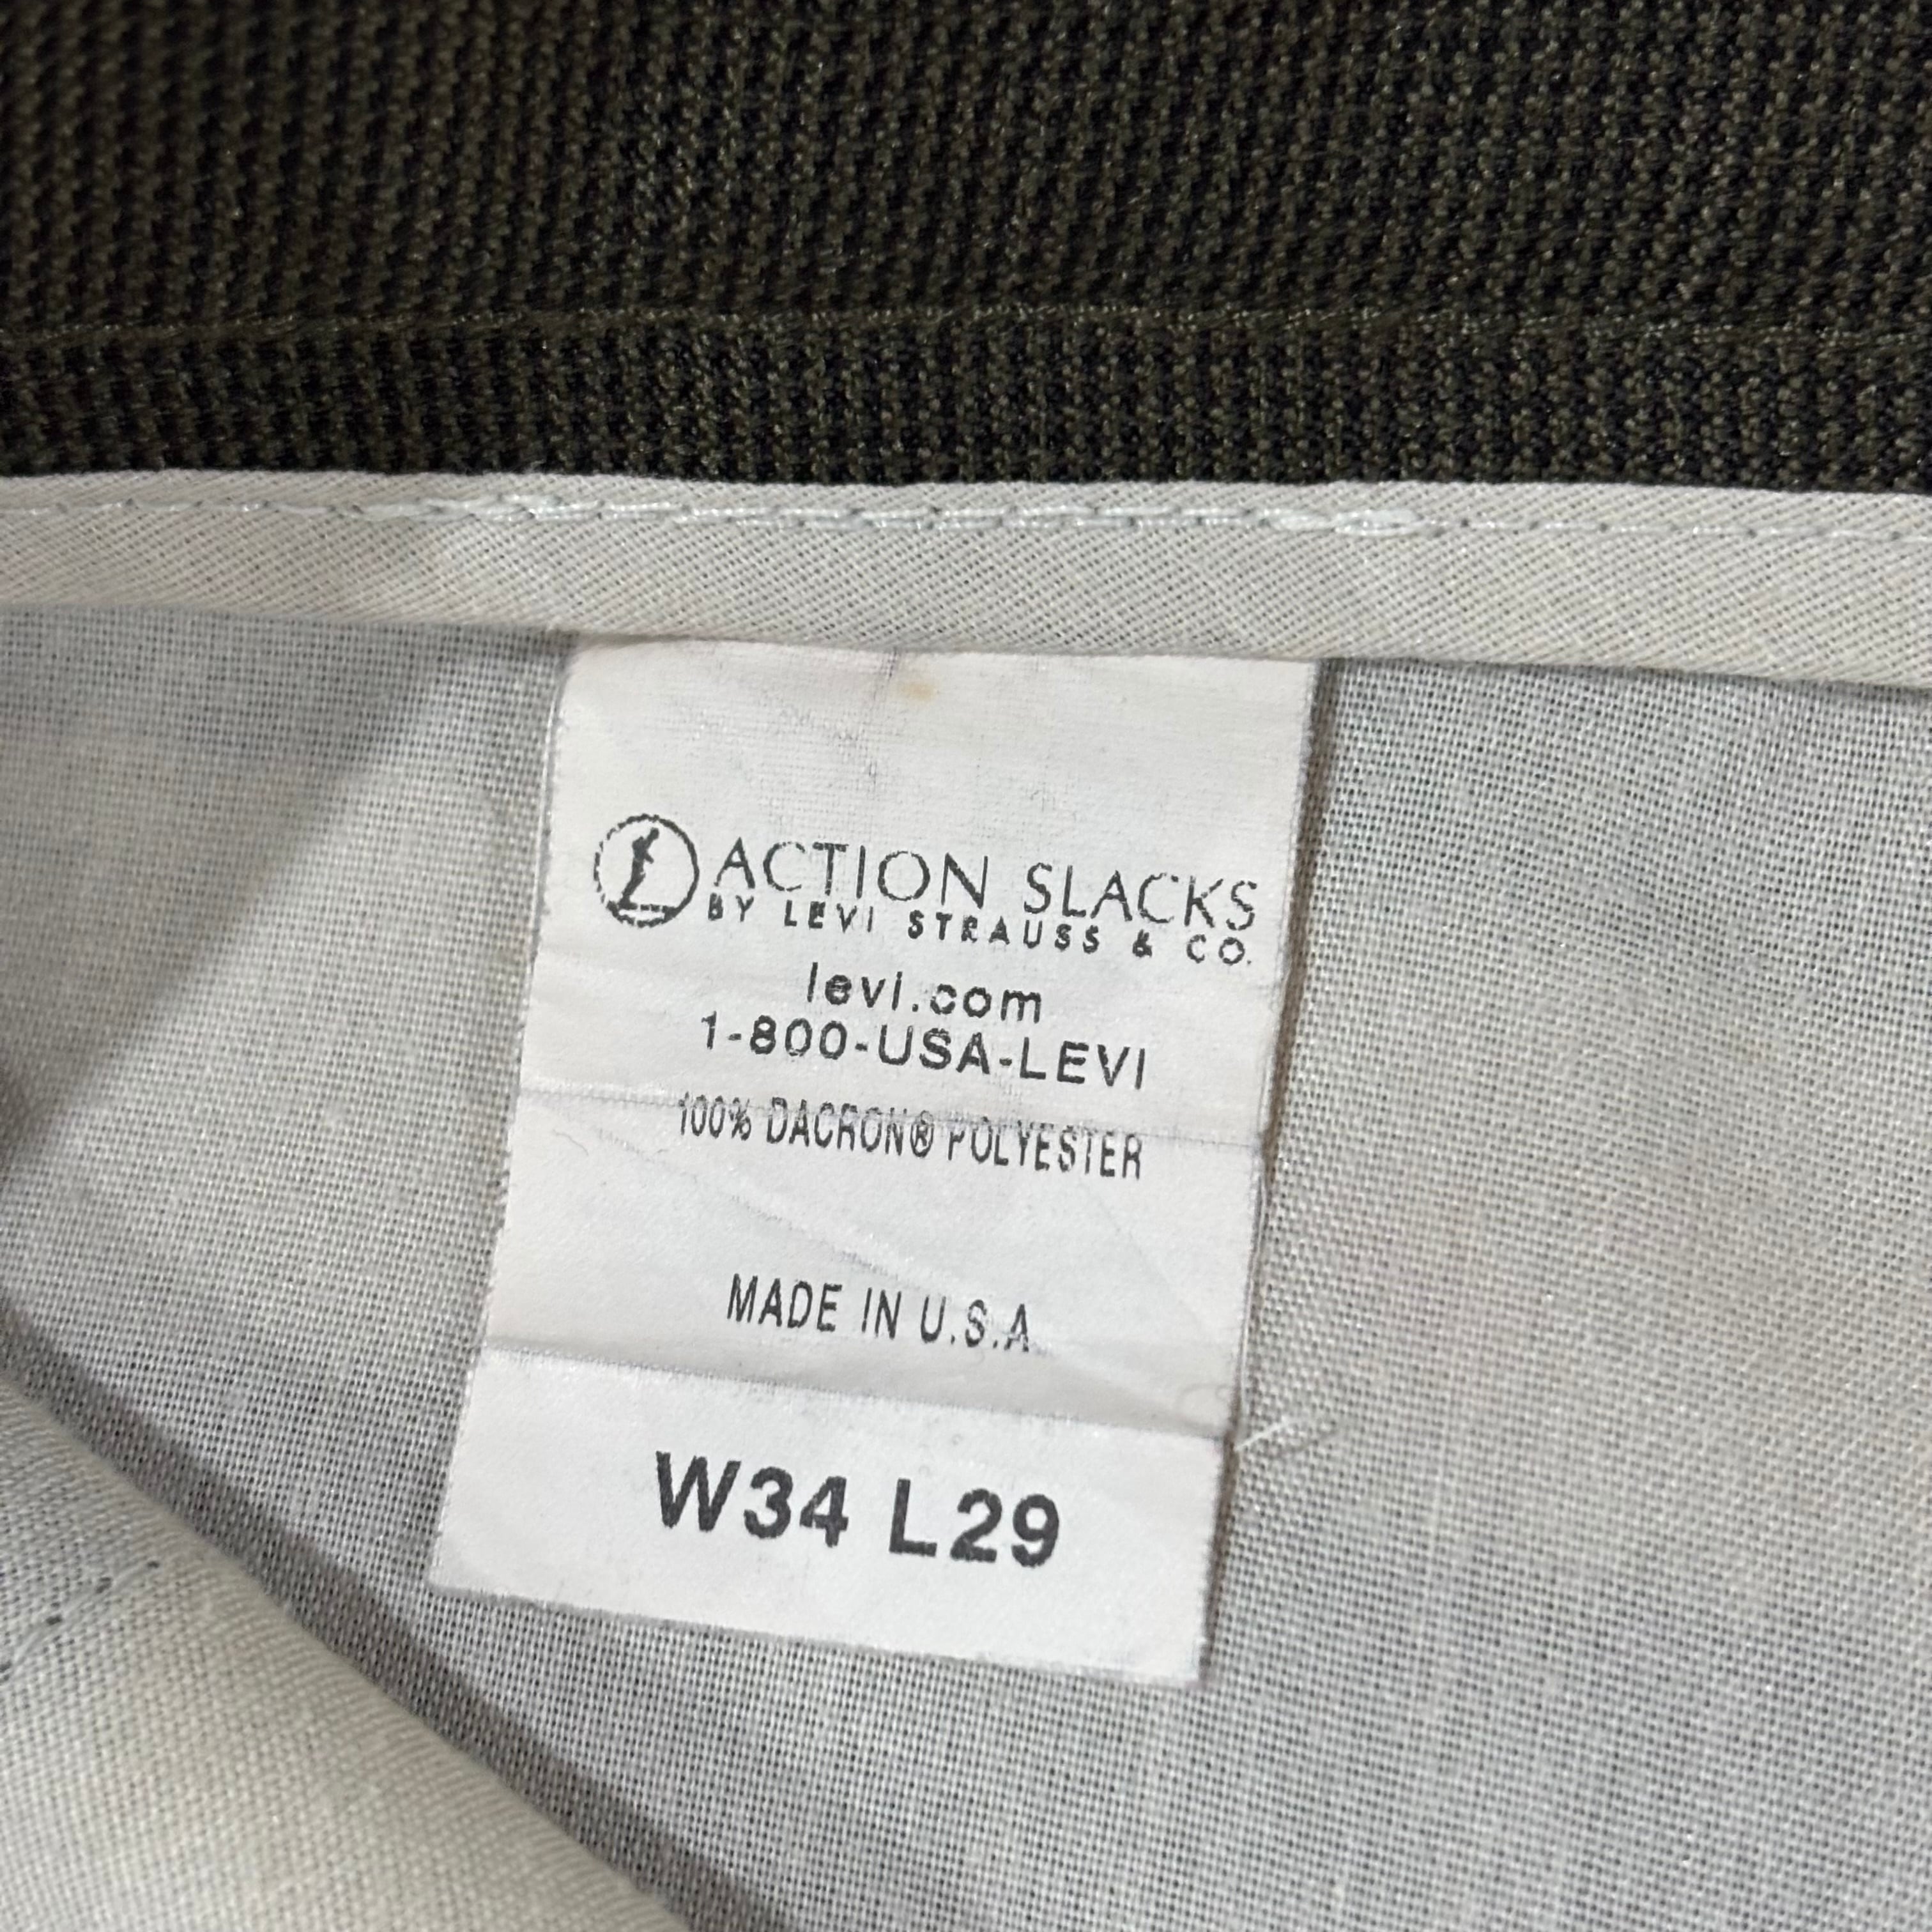 ACTION SLACKS
BY LEVI STRAUSS & CO.
levi.com
1-800-USA-LEVI
100% DACRON® POLYESTER
MADE IN U.S.A.
W34 L29